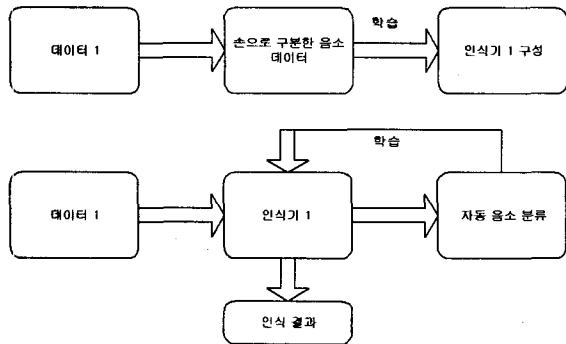 데이터 1
손으로 구분한 음소
데이터
학습
인식기 1 구성
학습
데이터 1
인식기 1
자동 음소 분류
인식 결과